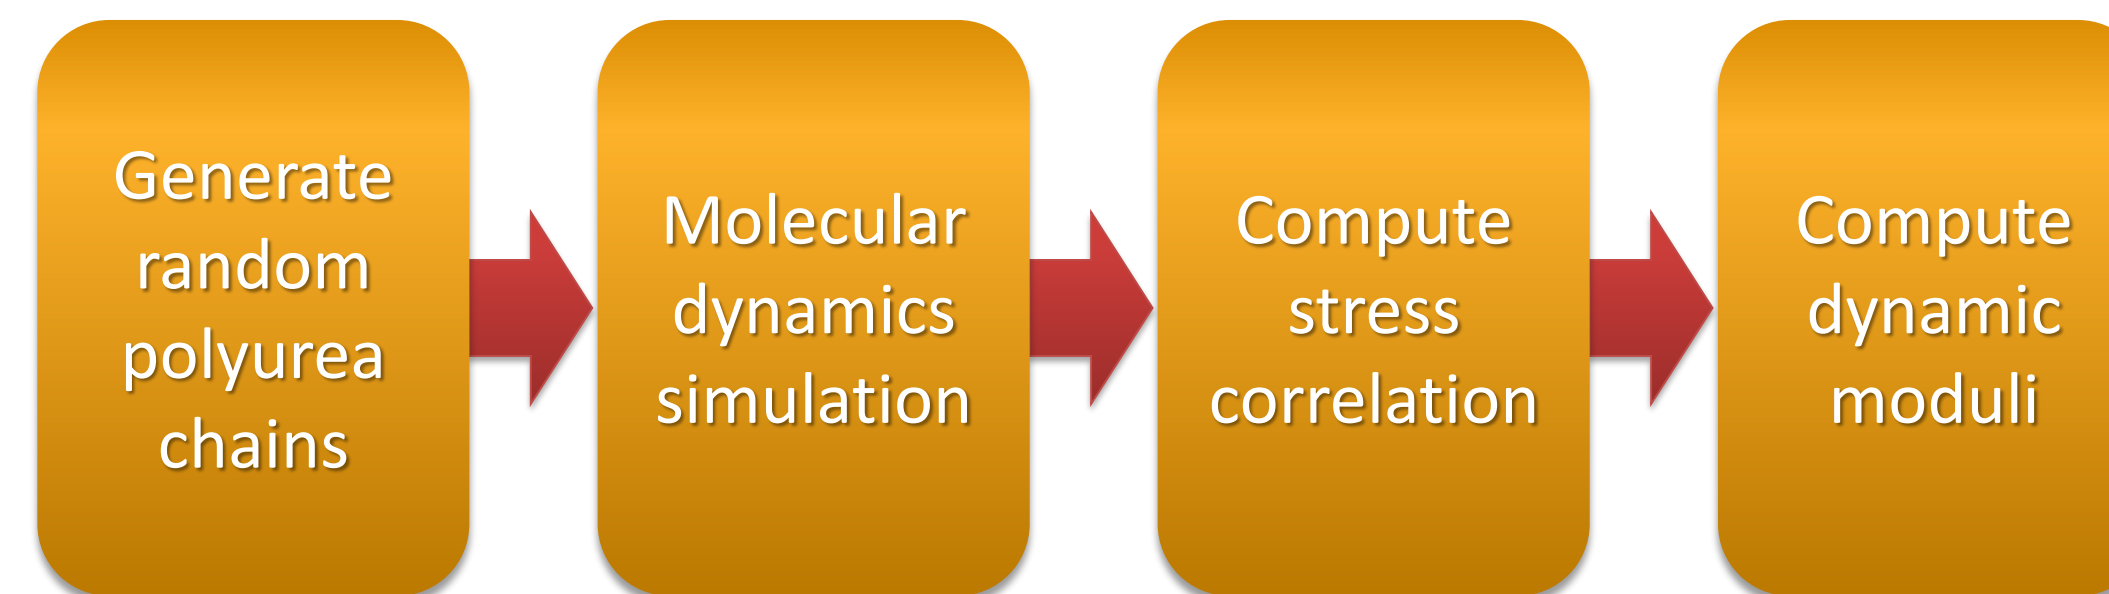 Generate
random
polyurea
chains
Molecular
dynamics
simulation
Compute
stress
correlation
Compute
dynamic
moduli